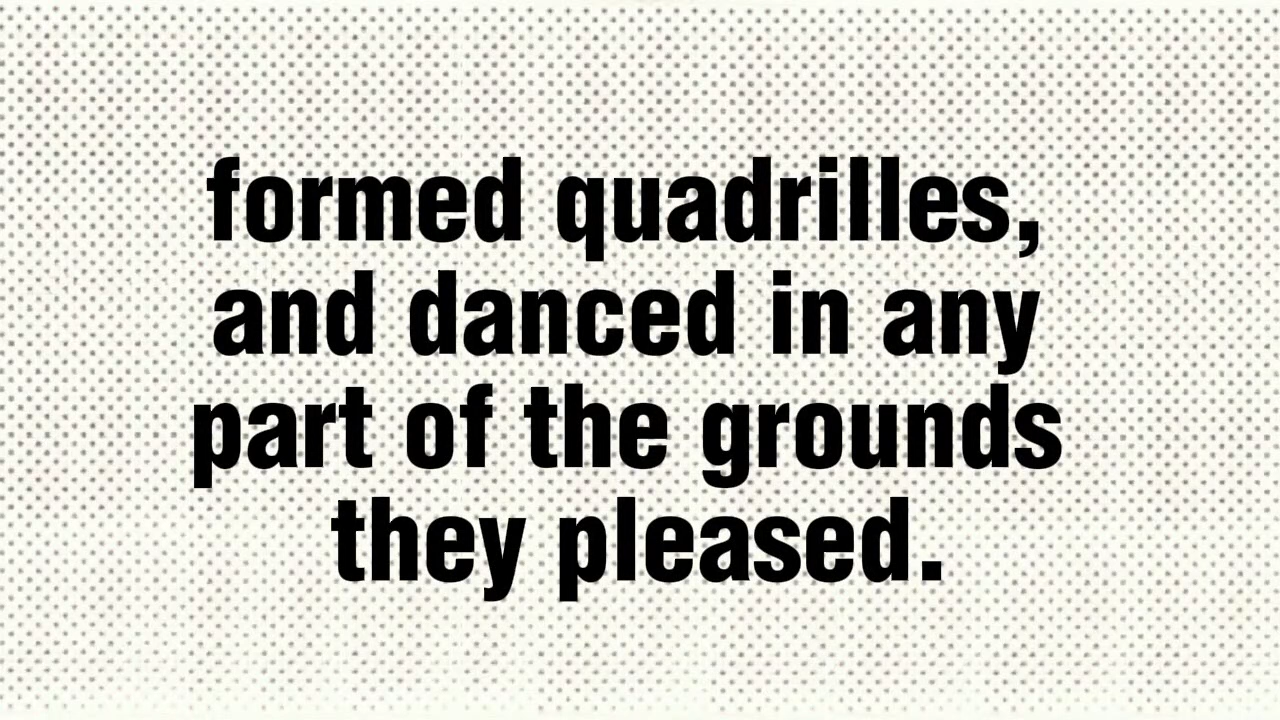 formed quadrilles,
and danced in any
part of the grounds
they pleased.